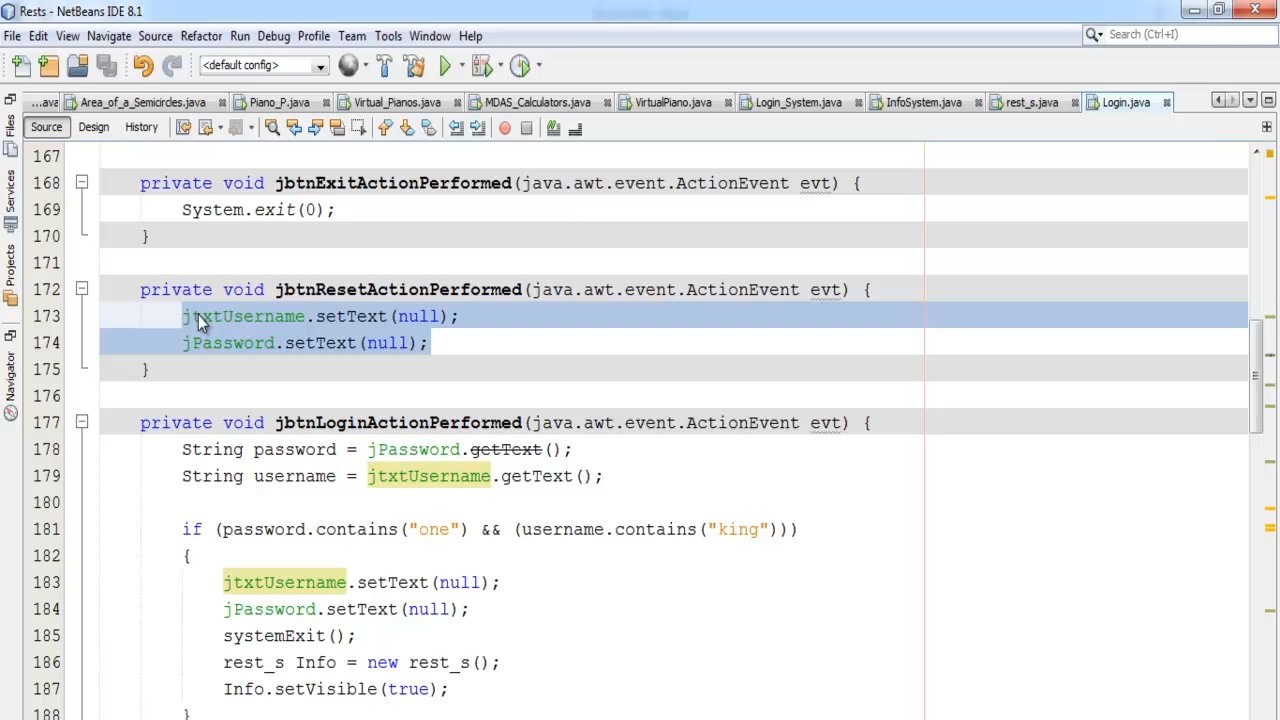 Rests - NetBeans IDE 8.1
File Edit View Navigate Source Refactor Run Debug Profile Team Tools Window Help
Search (Ctrl+I)
<default config>
...ava Area_of_a_Semicircles.java Piano_P.java Virtual_Pianos.java MDAS_Calculators.java VirtualPiano.java Login_System.java InfoSystem.java rest_s.java Login.java
Source Design History
Files
Services
Projects
Navigator
167
168 private void jbtnExitActionPerformed(java.awt.event.ActionEvent evt) {
169 System.exit(0);
170 }
171
172 private void jbtnResetActionPerformed(java.awt.event.ActionEvent evt) {
173 jtxtUsername.setText(null);
174 jPassword.setText(null);
175 }
176
177 private void jbtnLoginActionPerformed(java.awt.event.ActionEvent evt) {
178 String password = jPassword.getText();
179 String username = jtxtUsername.getText();
180
181 if (password.contains("one") && (username.contains("king")))
182 {
183 jtxtUsername.setText(null);
184 jPassword.setText(null);
185 systemExit();
186 rest_s Info = new rest_s();
187 Info.setVisible(true);
188 }